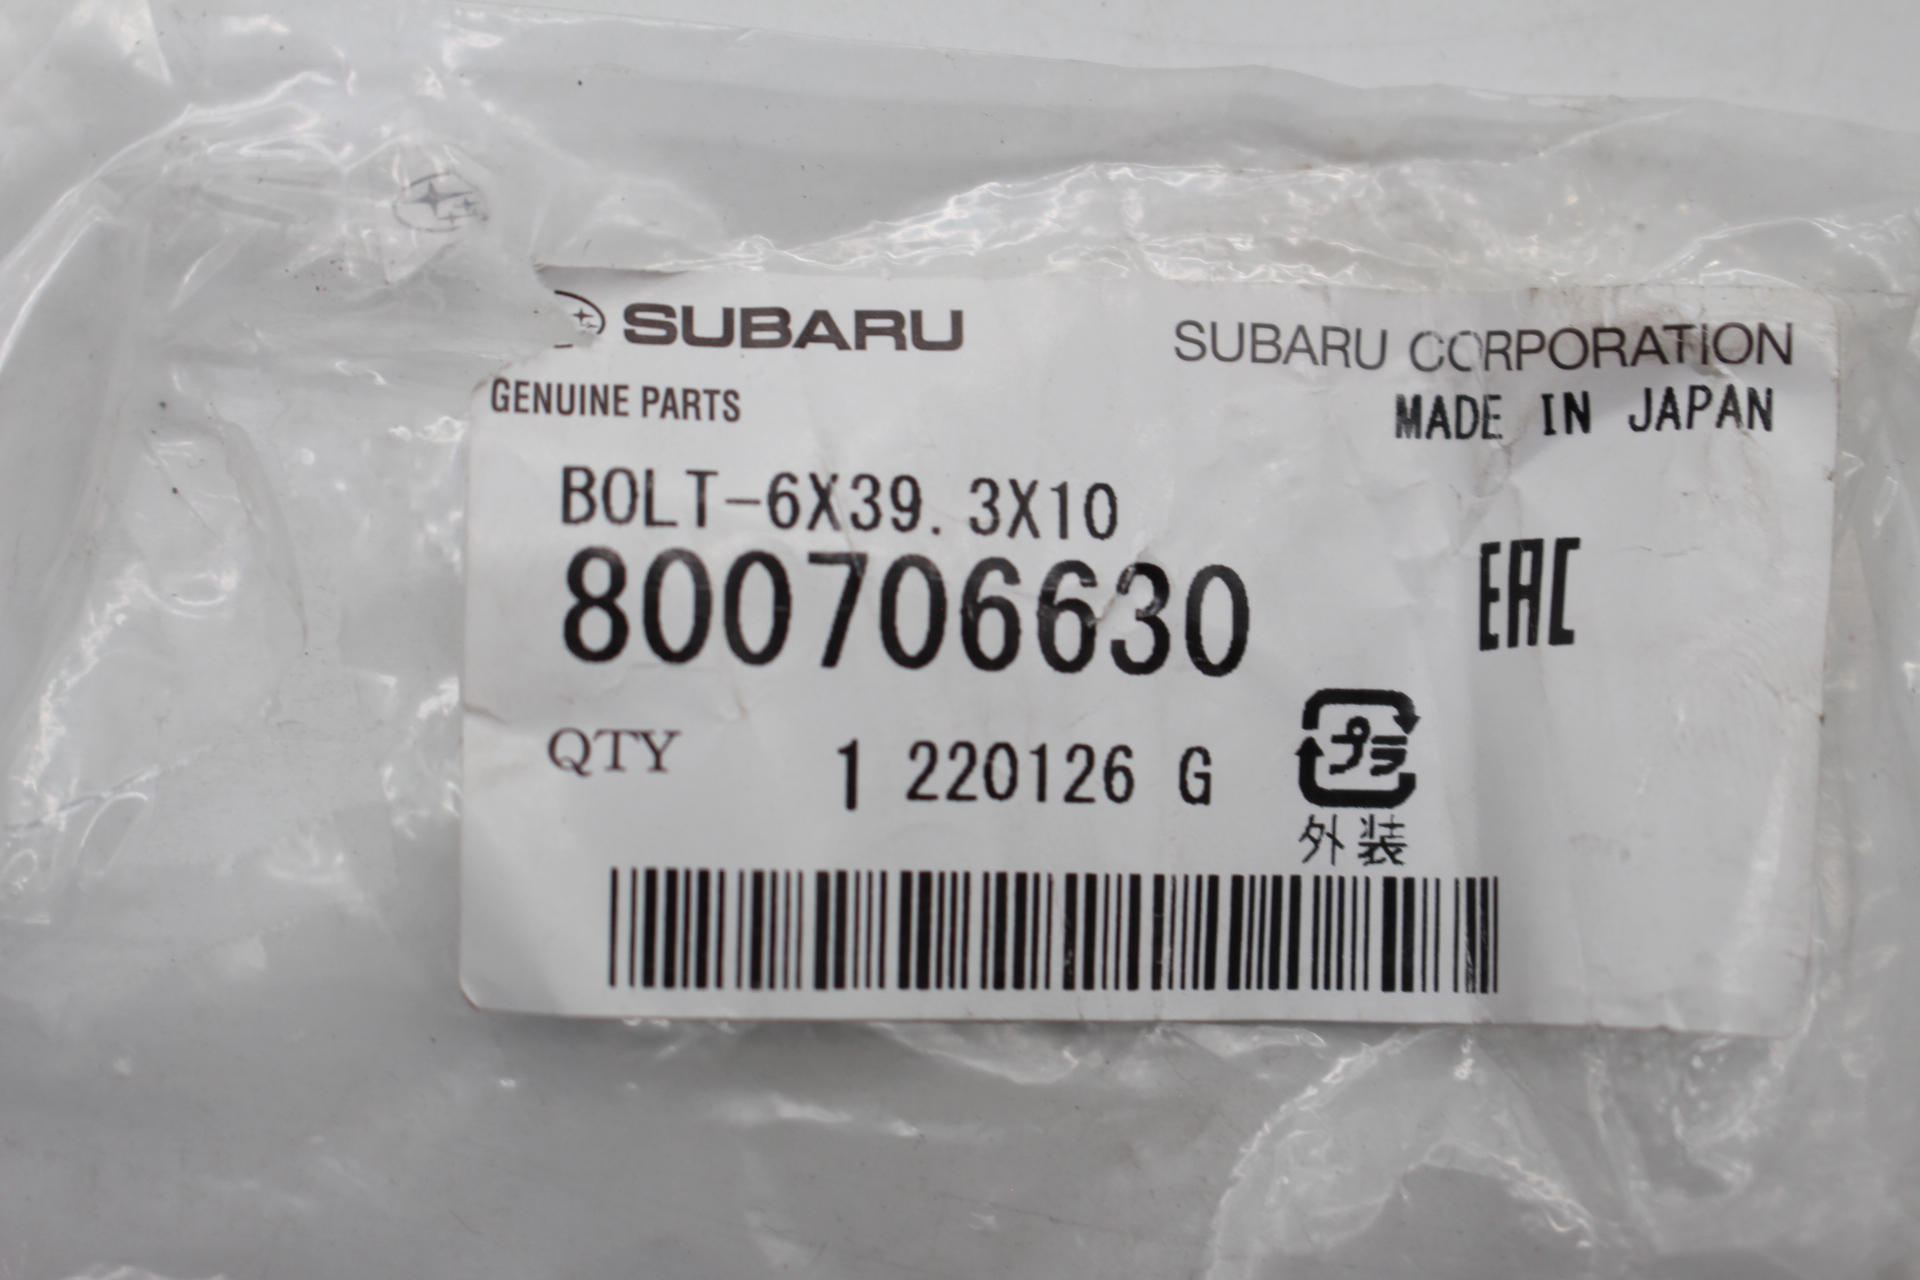 SUBARU
SUBARU CORPORATION
GENUINE PARTS
MADE IN JAPAN
BOLT-6X39.3X10
800706630
EAC
QTY 1 220126 G
プラ
外装